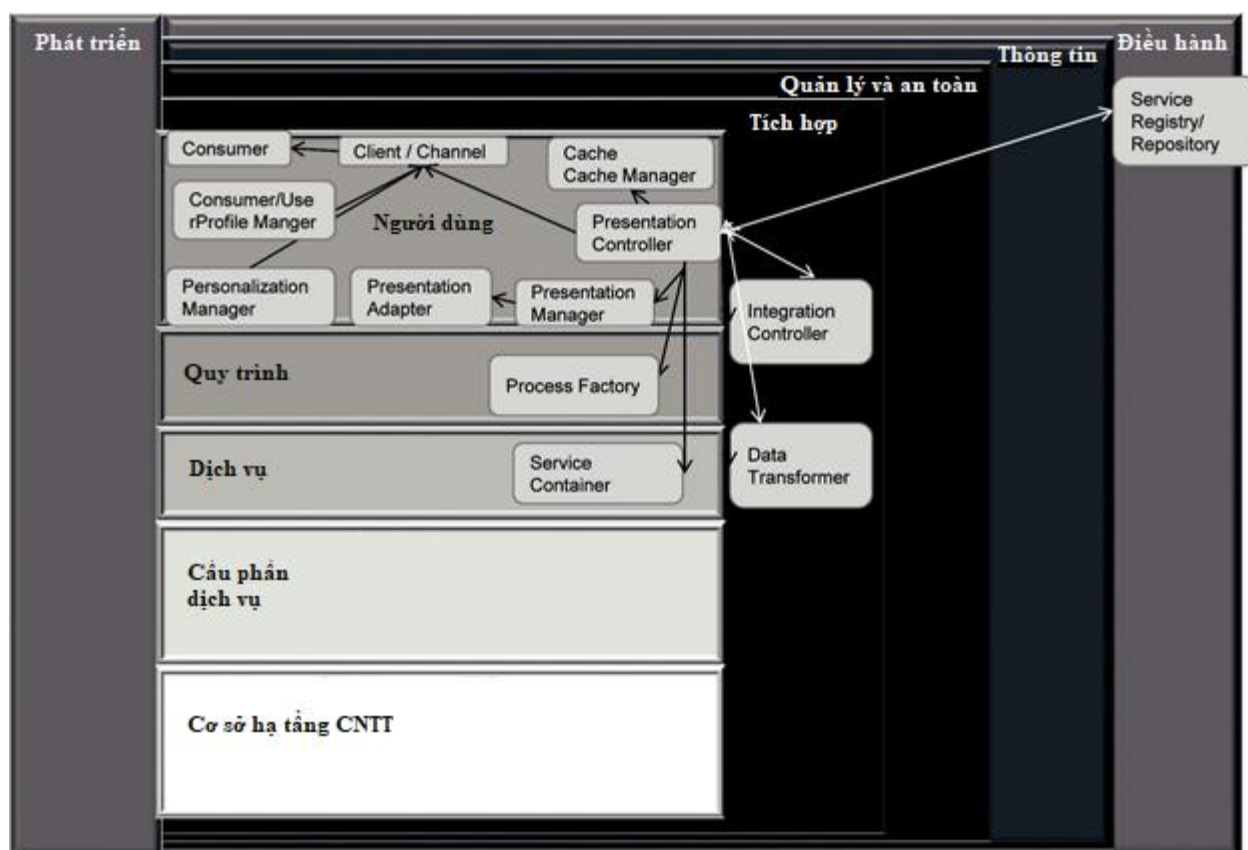 Phát triển
Điều hành
Thông tin
Quản lý và an toàn
Tích hợp
Service
Registry/
Repository
Consumer
Client / Channel
Cache
Cache Manager
Consumer/Use
rProfile Manger
Người dùng
Presentation
Controller
Personalization
Manager
Presentation
Adapter
Presentation
Manager
Integration
Controller
Quy trình
Process Factory
Dịch vụ
Service
Container
Data
Transformer
Cấu phần
dịch vụ
Cơ sở hạ tầng CNTT